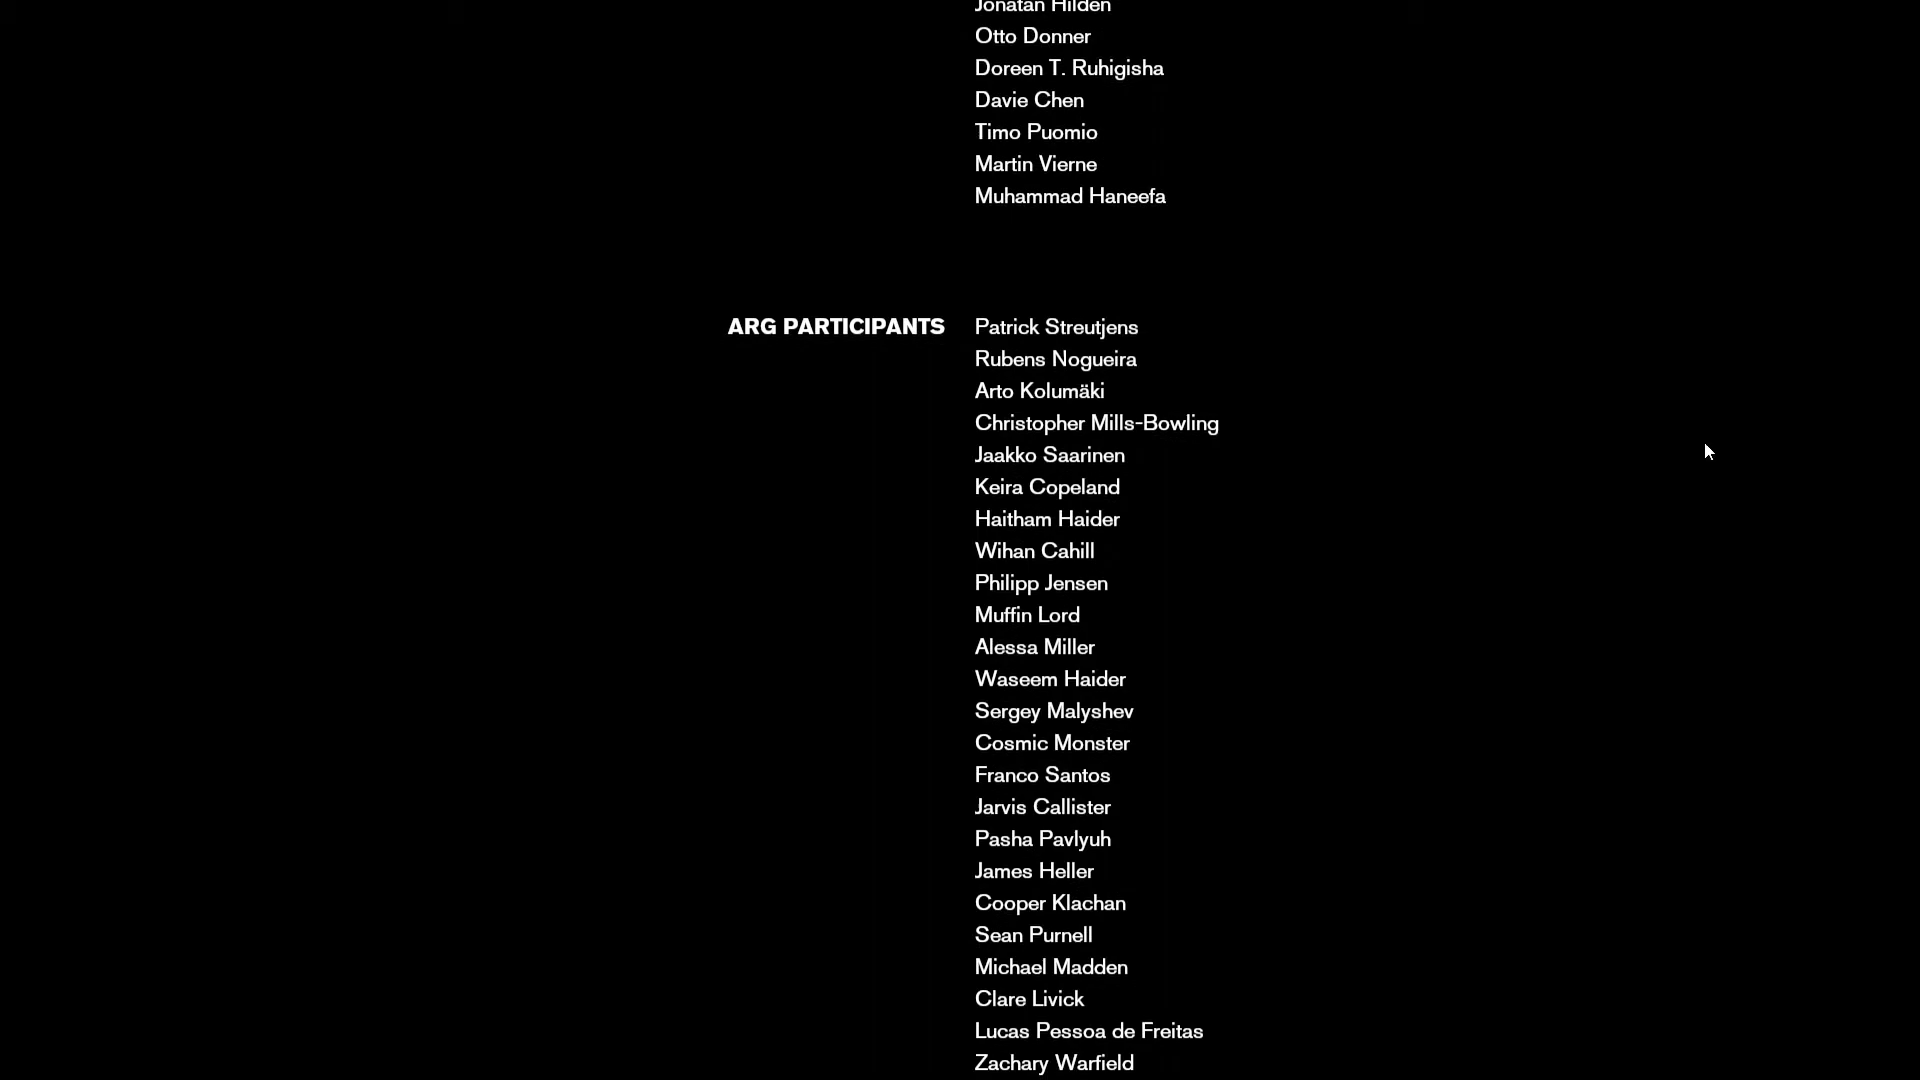 Jonatan Hilden
Otto Donner
Doreen T. Ruhigisha
Davie Chen
Timo Puomio
Martin Vierne
Muhammad Haneefa
ARG PARTICIPANTS Patrick Streutjens
Rubens Nogueira
Arto Kolumäki
Christopher Mills-Bowling
Jaakko Saarinen
Keira Copeland
Haitham Haider
Wihan Cahill
Philipp Jensen
Muffin Lord
Alessa Miller
Waseem Haider
Sergey Malyshev
Cosmic Monster
Franco Santos
Jarvis Callister
Pasha Pavlyuh
James Heller
Cooper Klachan
Sean Purnell
Michael Madden
Clare Livick
Lucas Pessoa de Freitas
Zachary Warfield